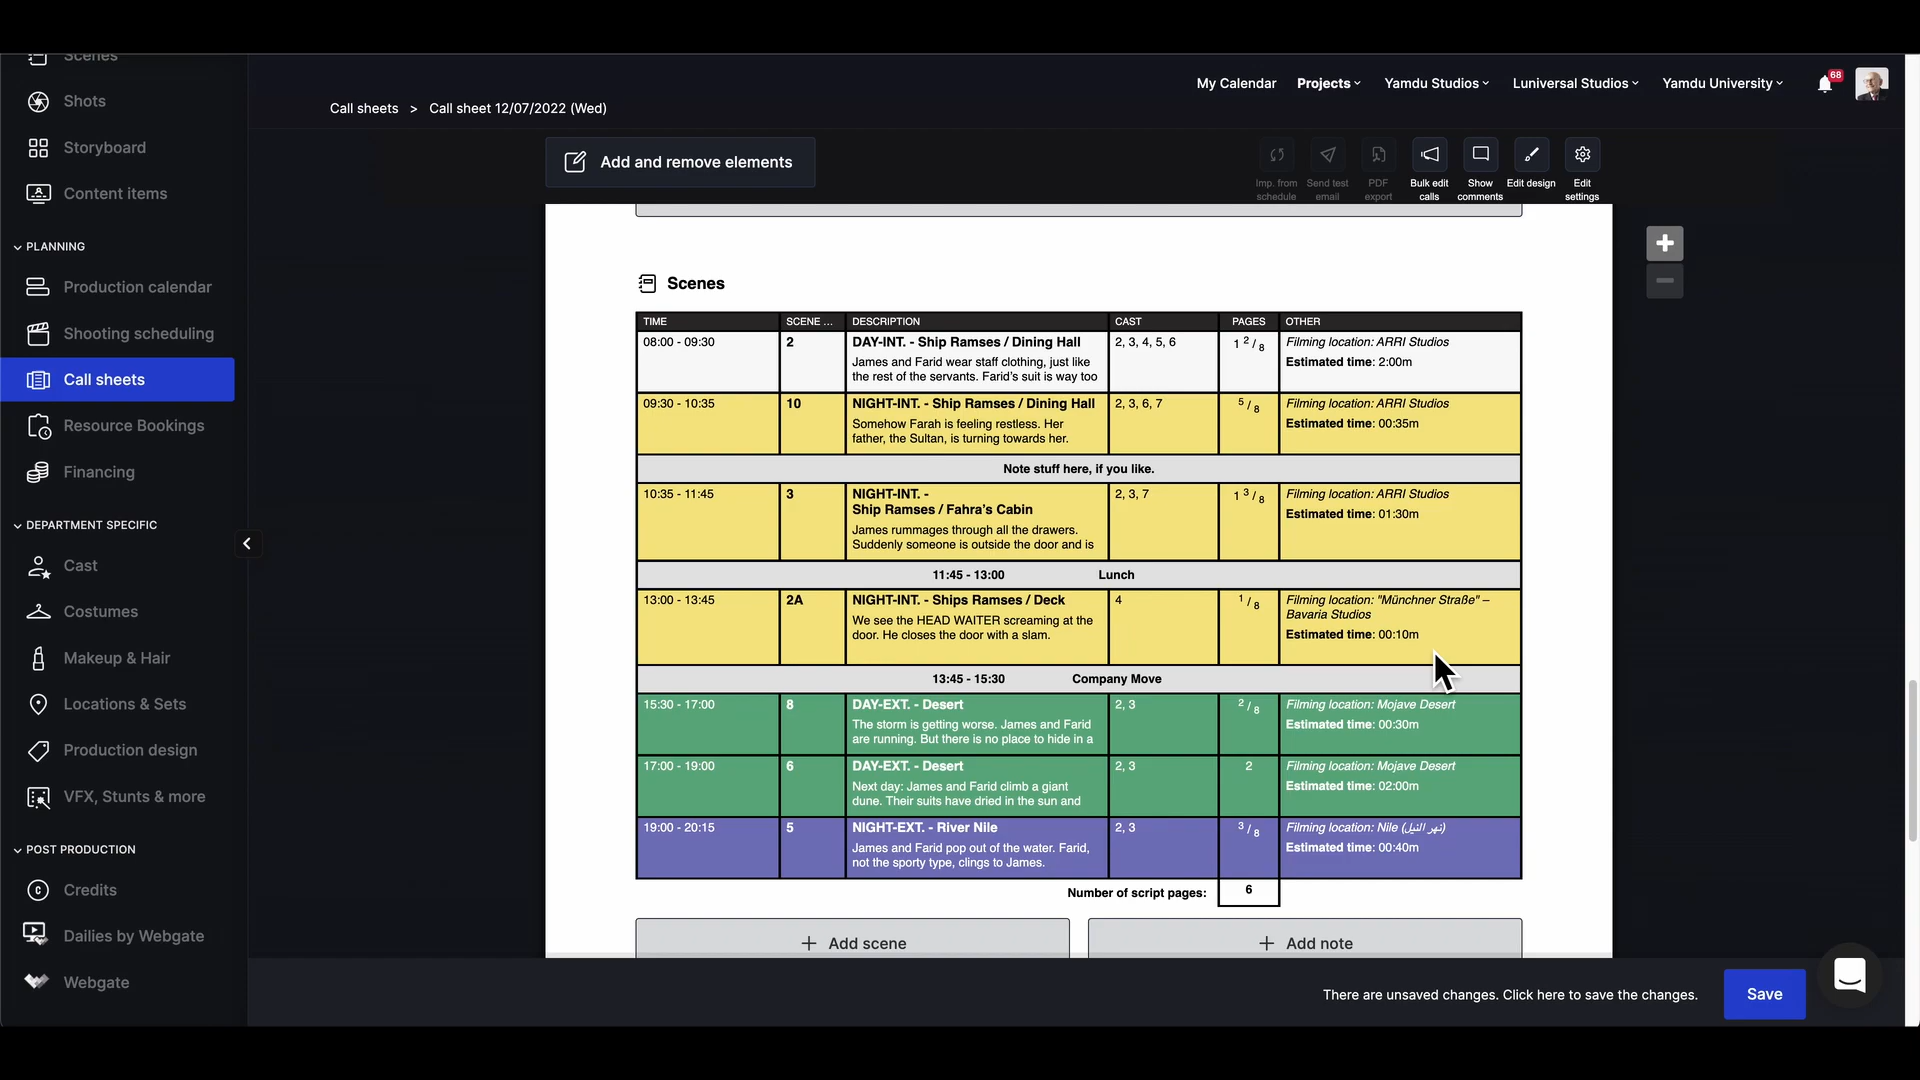 Scenes
Shots
Storyboard
Content items
PLANNING
Production calendar
Shooting scheduling
Call sheets
Resource Bookings
Financing
DEPARTMENT SPECIFIC
Cast
Costumes
Makeup & Hair
Locations & Sets
Production design
VFX, Stunts & more
POST PRODUCTION
Credits
Dailies by Webgate
Webgate
My Calendar Projects Yamdu Studios Luniversal Studios Yamdu University 68
Call sheets > Call sheet 12/07/2022 (Wed)
Add and remove elements
Imp. from schedule
Send test email
PDF export
Bulk edit calls
Show comments
Edit design
Edit settings
Scenes
TIME SCENE ... DESCRIPTION CAST PAGES OTHER
08:00 - 09:30 2 DAY-INT. - Ship Ramses / Dining Hall 2, 3, 4, 5, 6 1 2/8 Filming location: ARRI Studios
James and Farid wear staff clothing, just like Estimated time: 2:00m
the rest of the servants. Farid's suit is way too
09:30 - 10:35 10 NIGHT-INT. - Ship Ramses / Dining Hall 2, 3, 6, 7 5/8 Filming location: ARRI Studios
Somehow Farah is feeling restless. Her Estimated time: 00:35m
father, the Sultan, is turning towards her.
Note stuff here, if you like.
10:35 - 11:45 3 NIGHT-INT. - 2, 3, 7 1 3/8 Filming location: ARRI Studios
Ship Ramses / Fahra's Cabin Estimated time: 01:30m
James rummages through all the drawers.
Suddenly someone is outside the door and is
11:45 - 13:00 Lunch
13:00 - 13:45 2A NIGHT-INT. - Ships Ramses / Deck 4 1/8 Filming location: "Münchner Straße" –
We see the HEAD WAITER screaming at the Bavaria Studios
door. He closes the door with a slam. Estimated time: 00:10m
13:45 - 15:30 Company Move
15:30 - 17:00 8 DAY-EXT. - Desert 2, 3 2/8 Filming location: Mojave Desert
The storm is getting worse. James and Farid Estimated time: 00:30m
are running. But there is no place to hide in a
17:00 - 19:00 6 DAY-EXT. - Desert 2, 3 2 Filming location: Mojave Desert
Next day: James and Farid climb a giant Estimated time: 02:00m
dune. Their suits have dried in the sun and
19:00 - 20:15 5 NIGHT-EXT. - River Nile 2, 3 3/8 Filming location: Nile (نهر النيل)
James and Farid pop out of the water. Farid, Estimated time: 00:40m
not the sporty type, clings to James.
Number of script pages: 6
+ Add scene + Add note
There are unsaved changes. Click here to save the changes. Save